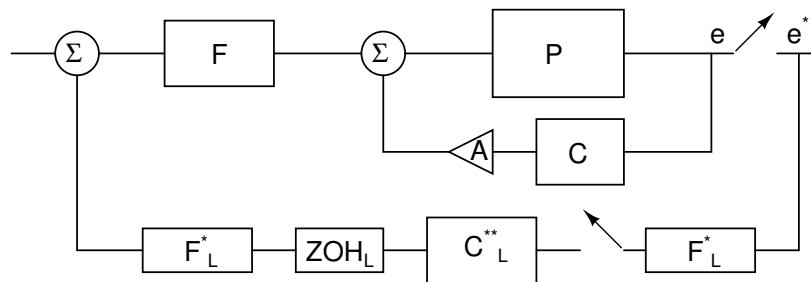 Σ F Σ P e e*
A C
F*L ZOHL C**L F*L